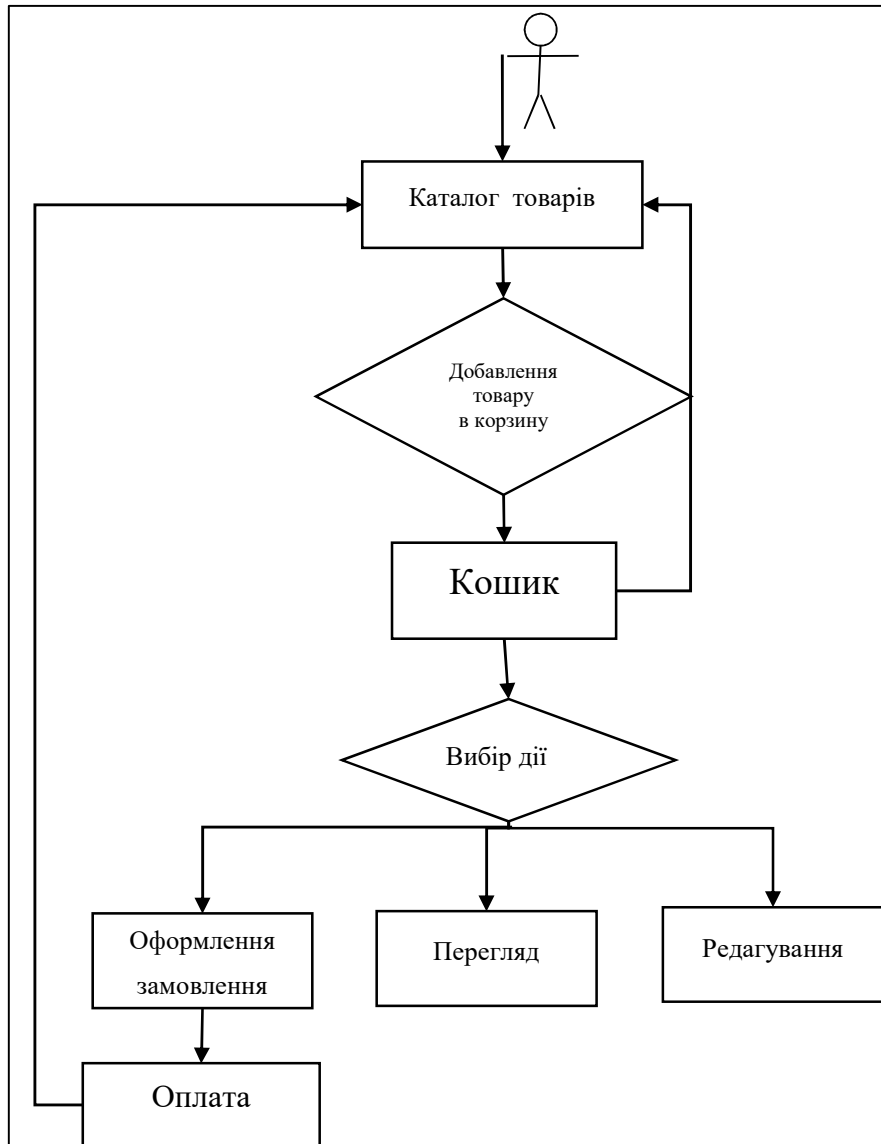 Каталог товарів
Добавлення
товару
в корзину
Кошик
Вибір дії
Оформлення
замовлення
Перегляд
Редагування
Оплата